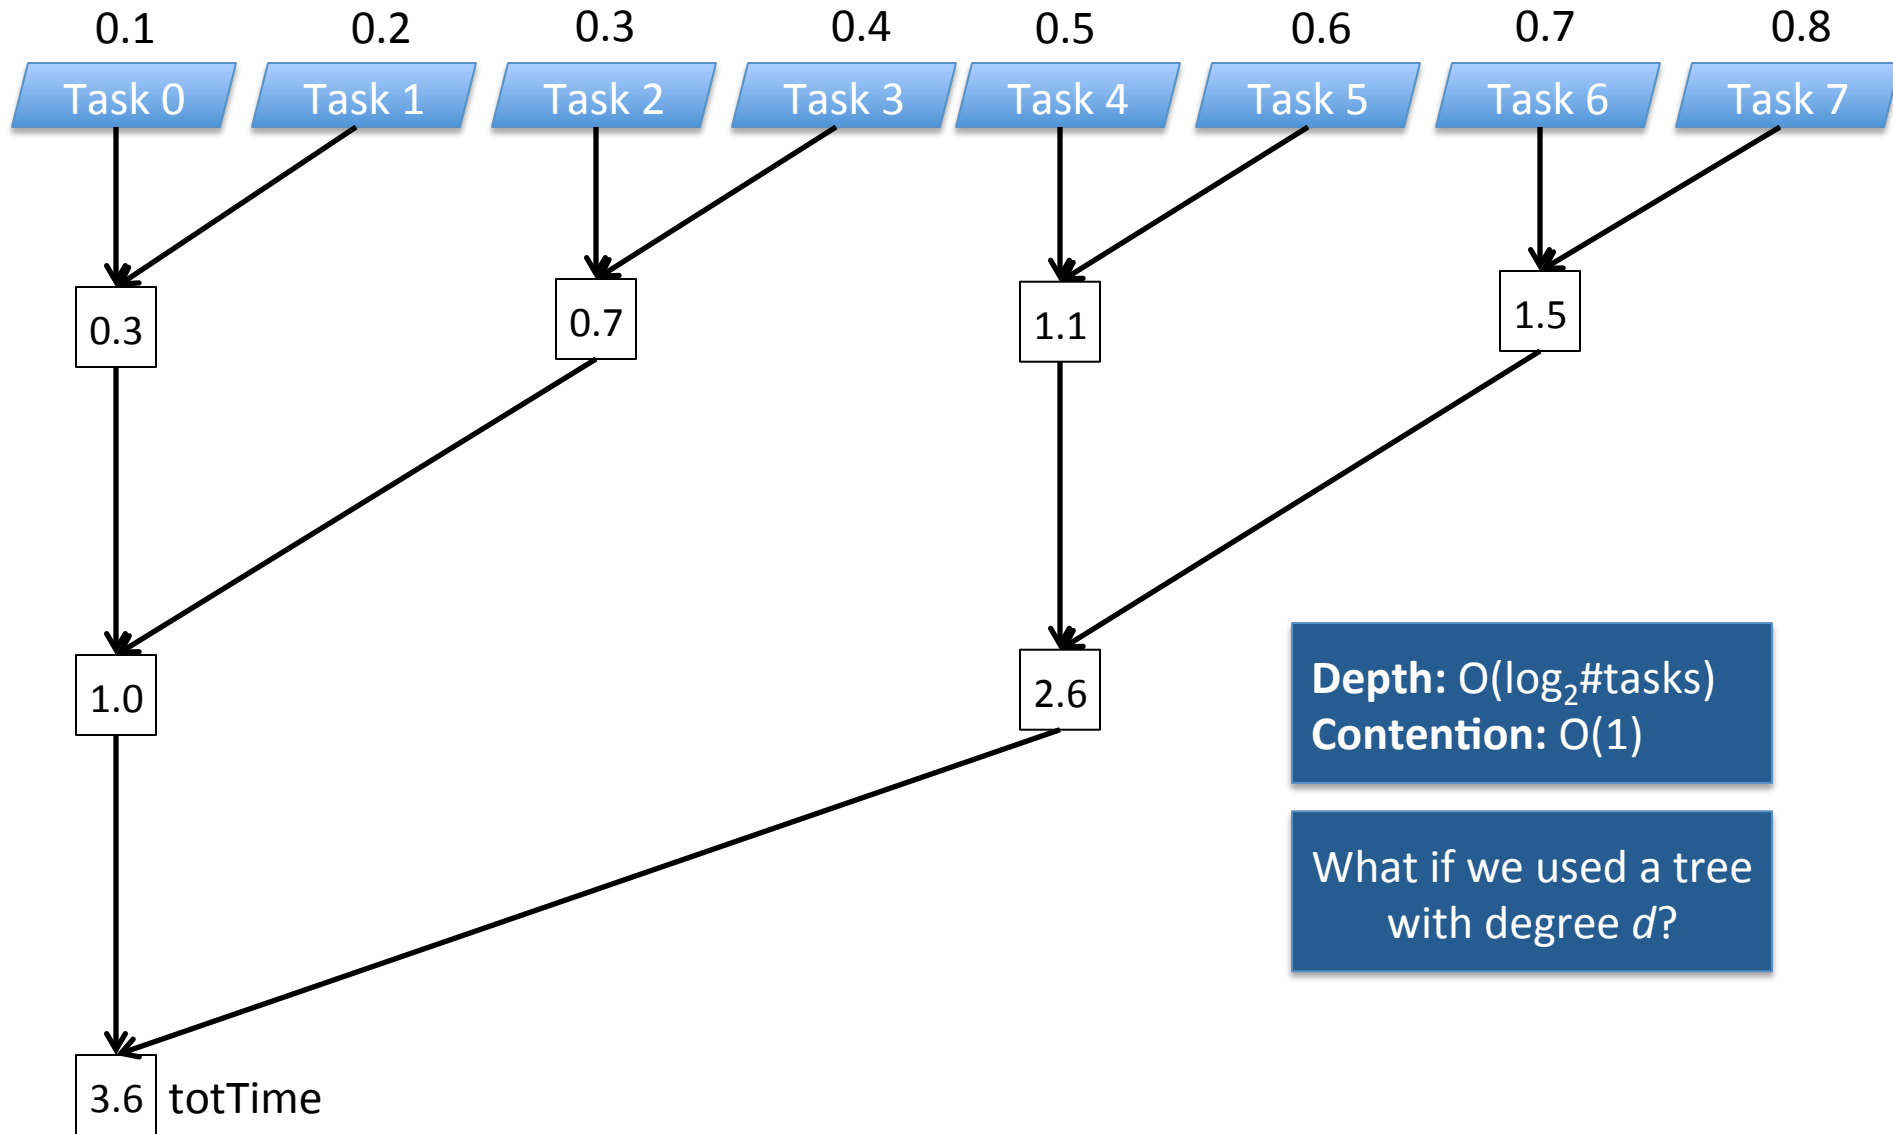 0.1 0.2 0.3 0.4 0.5 0.6 0.7 0.8
Task 0 Task 1 Task 2 Task 3 Task 4 Task 5 Task 6 Task 7
0.3 0.7 1.1 1.5
1.0 2.6
Depth: O(log₂#tasks)
Contention: O(1)
What if we used a tree
with degree d?
3.6 totTime